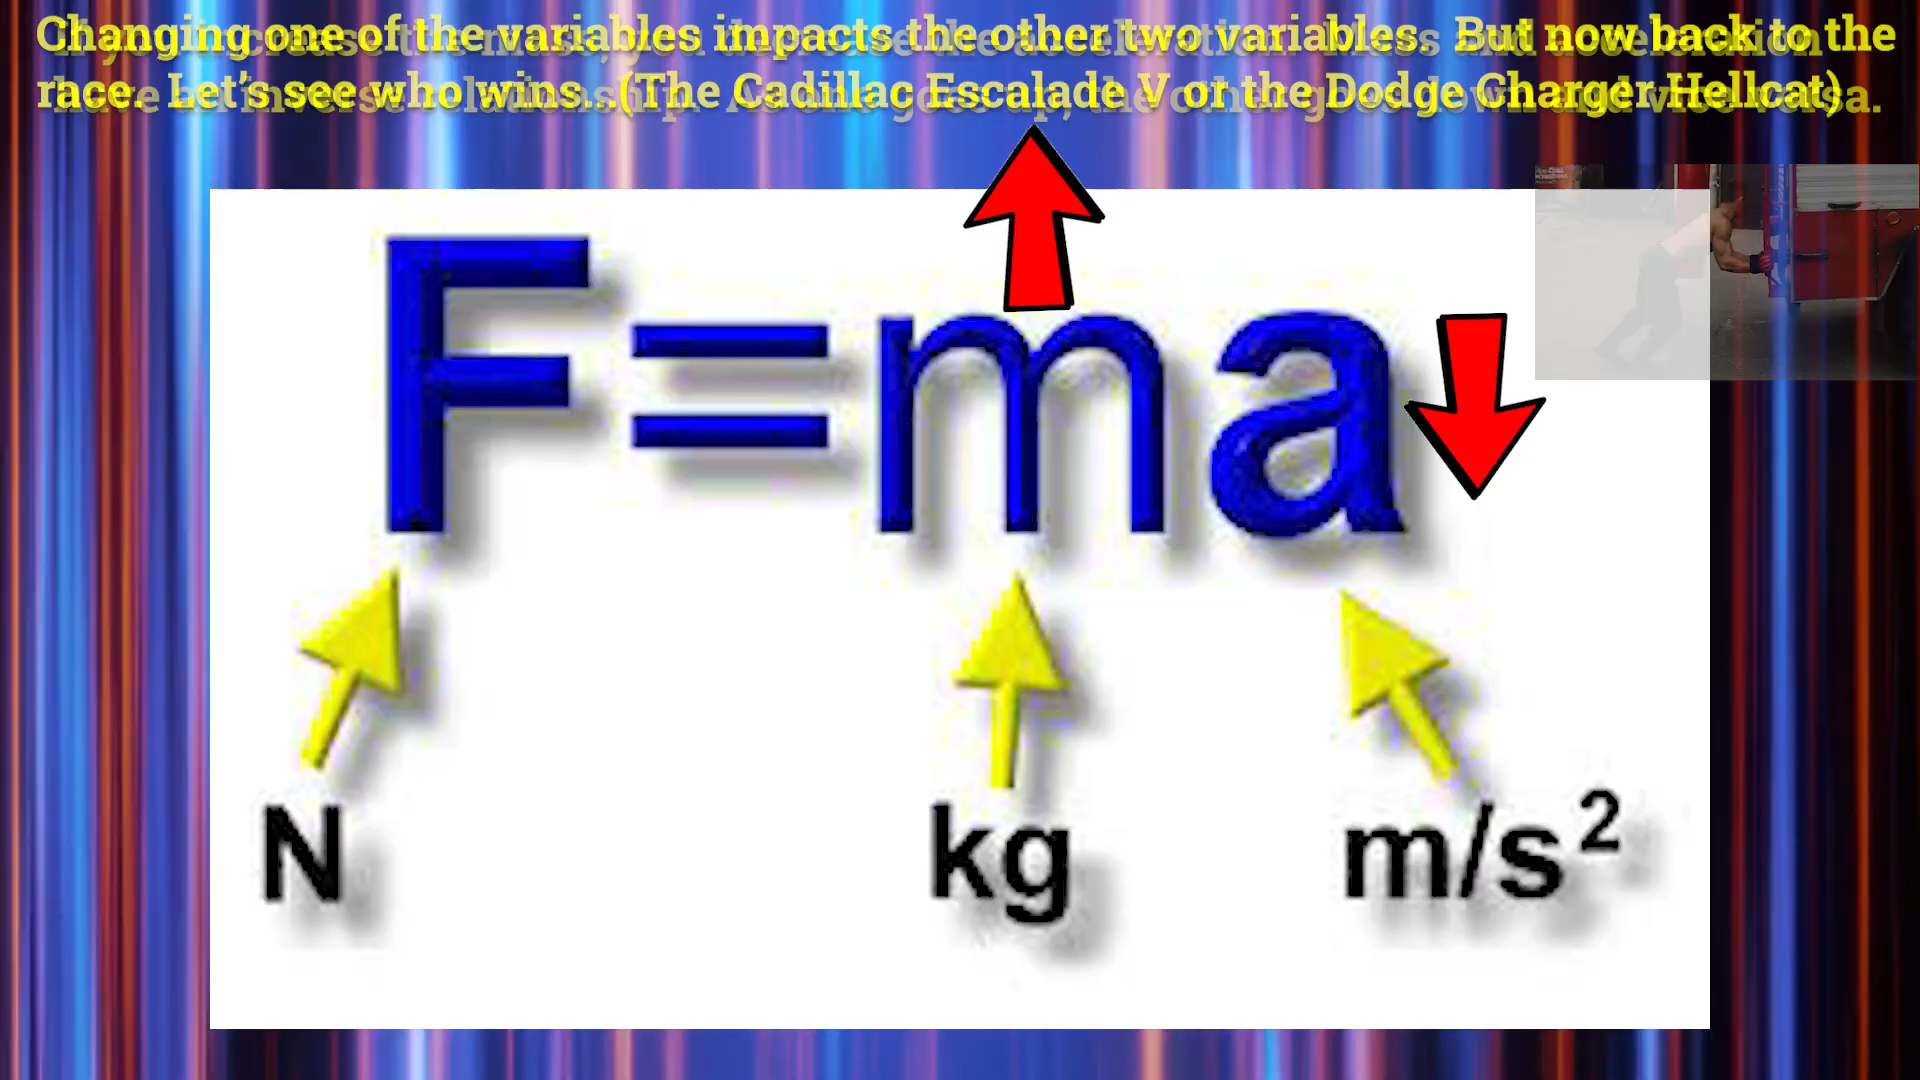 Changing one of the variables impacts the other two variables. But now back to the
race. Let's see who wins...(The Cadillac Escalade V or the Dodge Charger Hellcat)
F=ma
N
kg
m/s²